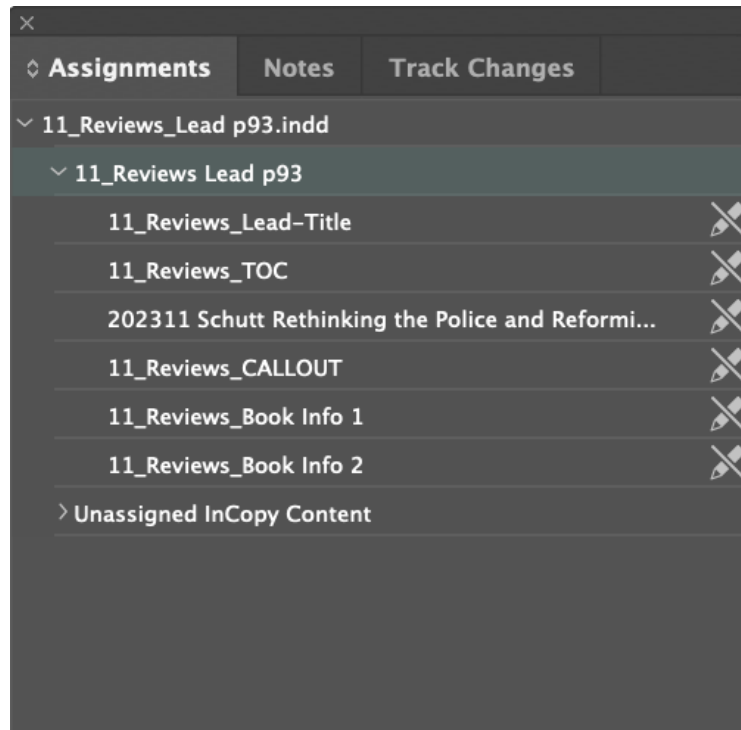 Assignments Notes Track Changes
11_Reviews_Lead p93.indd
11_Reviews Lead p93
11_Reviews_Lead-Title
11_Reviews_TOC
202311 Schutt Rethinking the Police and Reformi...
11_Reviews_CALLOUT
11_Reviews_Book Info 1
11_Reviews_Book Info 2
Unassigned InCopy Content